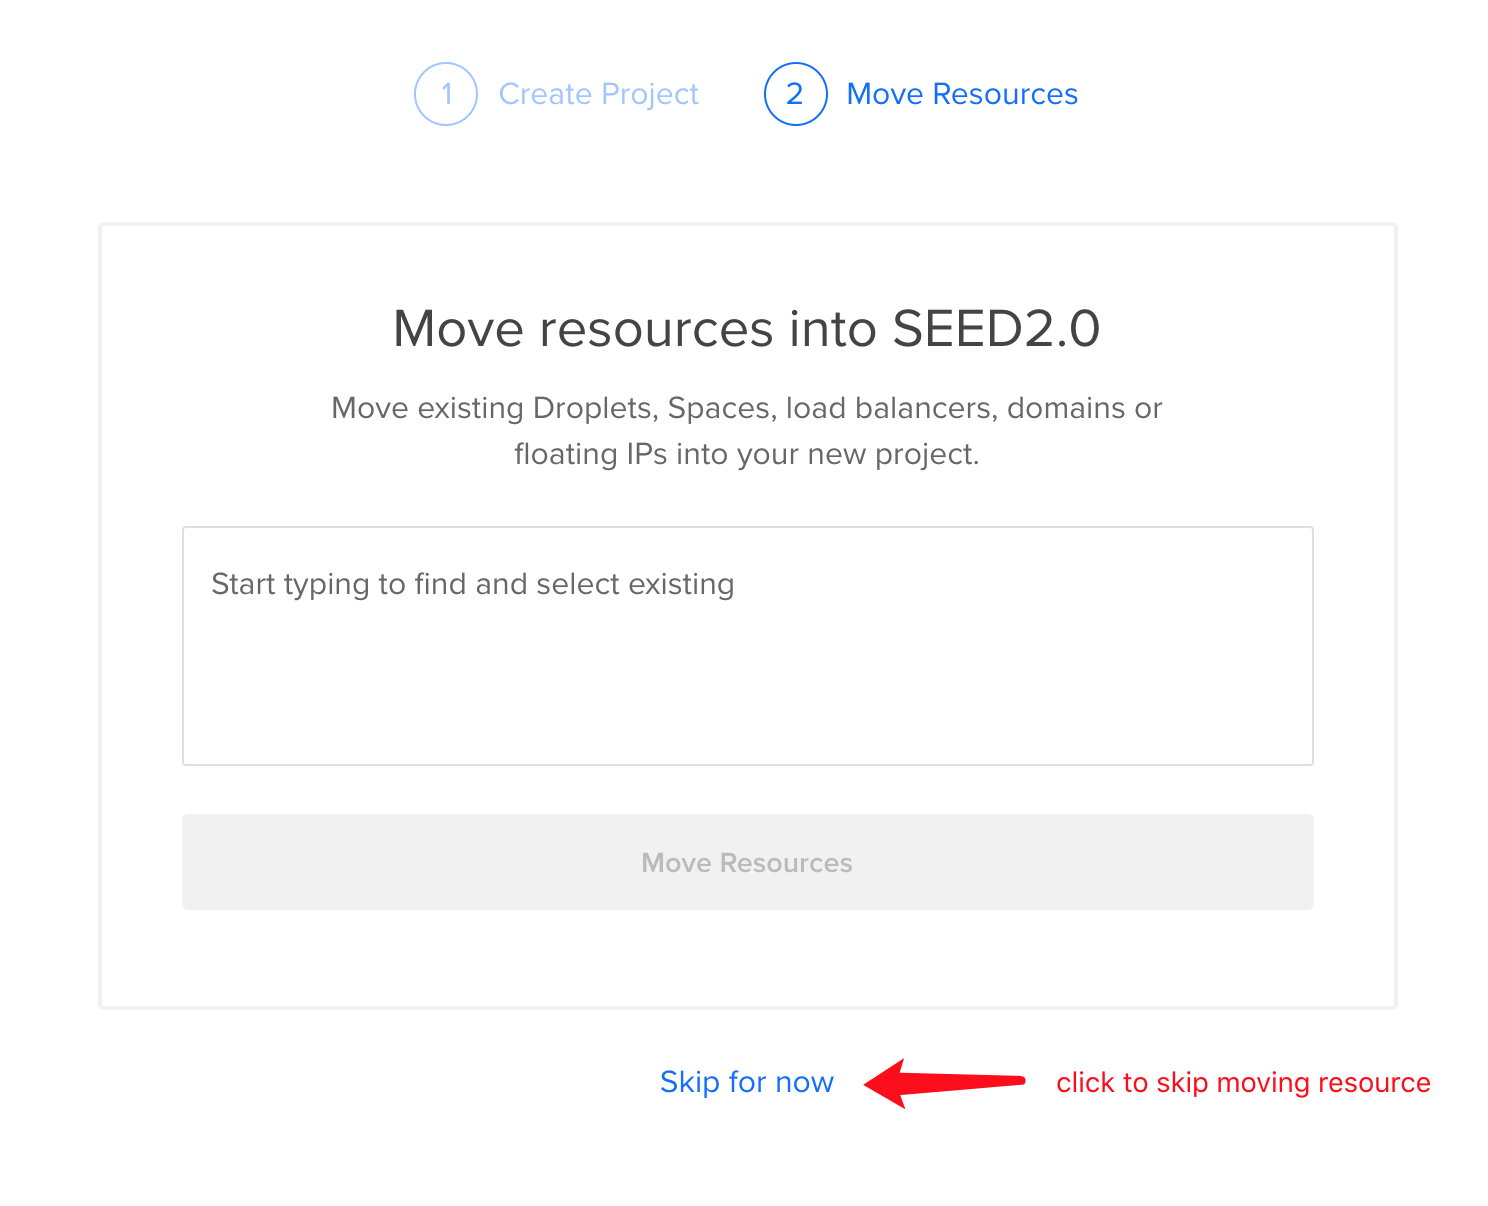 1 Create Project 2 Move Resources
Move resources into SEED2.0
Move existing Droplets, Spaces, load balancers, domains or
floating IPs into your new project.
Start typing to find and select existing
Move Resources
Skip for now click to skip moving resource